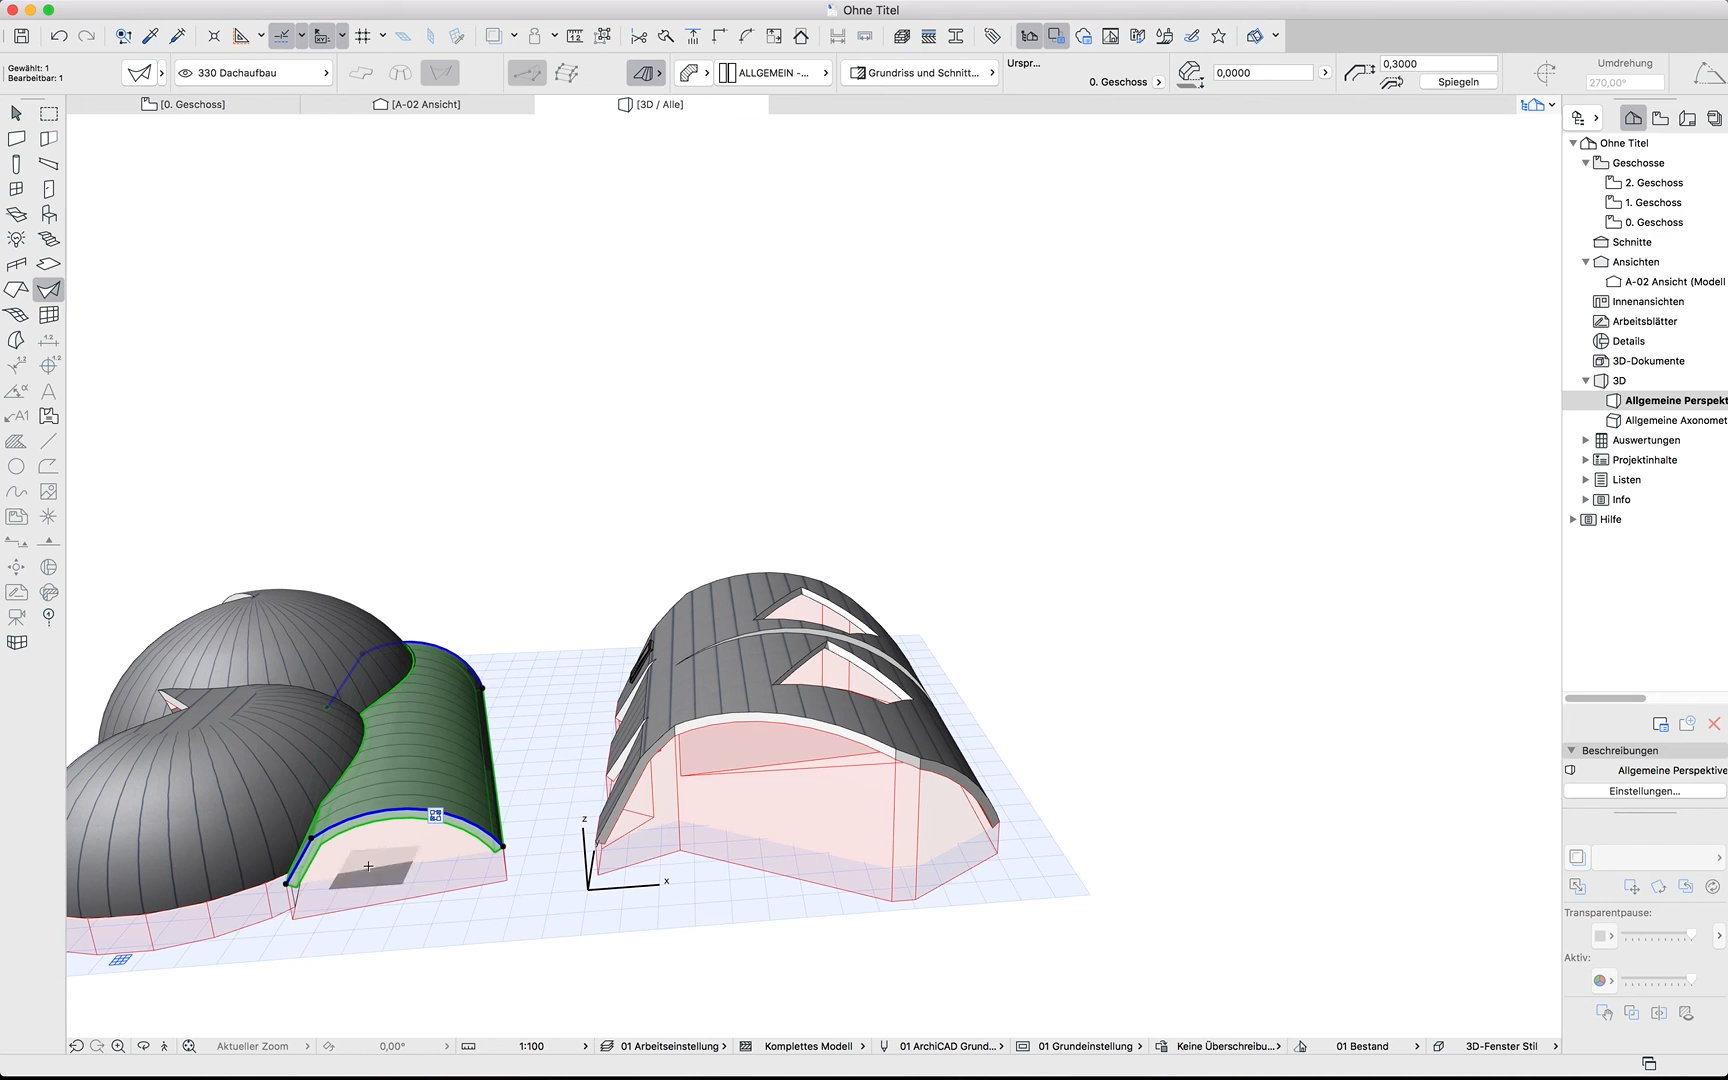 Ohne Titel
Gewählt: 1
Bearbeitbar: 1
330 Dachaufbau
ALLGEMEIN -...
Grundriss und Schnitt...
Urspr...
0. Geschoss
0,0000
0,3000
Spiegeln
Umdrehung
270,00°
[0. Geschoss]
[A-02 Ansicht]
[3D / Alle]
Ohne Titel
Geschosse
2. Geschoss
1. Geschoss
0. Geschoss
Schnitte
Ansichten
A-02 Ansicht (Modell
Innenansichten
Arbeitsblätter
Details
3D-Dokumente
3D
Allgemeine Perspekt
Allgemeine Axonomet
Auswertungen
Projektinhalte
Listen
Info
Hilfe
Beschreibungen
Allgemeine Perspektive
Einstellungen...
Transparentpause:
Aktiv:
z
x
Aktueller Zoom
0,00°
1:100
01 Arbeitseinstellung
Komplettes Modell
01 ArchiCAD Grund...
01 Grundeinstellung
Keine Überschreibu...
01 Bestand
3D-Fenster Stil